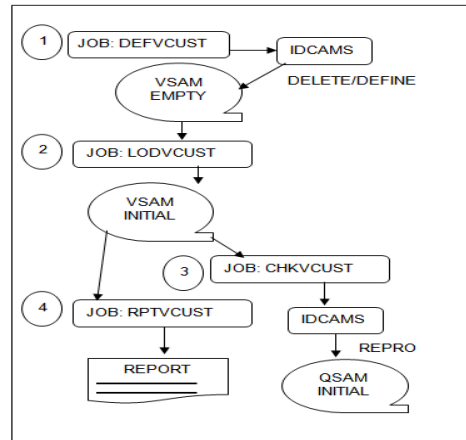 1
JOB: DEFVCUST
IDCAMS
VSAM
EMPTY
DELETE/DEFINE
2
JOB: LODVCUST
VSAM
INITIAL
3
JOB: CHKVCUST
4
JOB: RPTVCUST
IDCAMS
REPORT
REPRO
QSAM
INITIAL